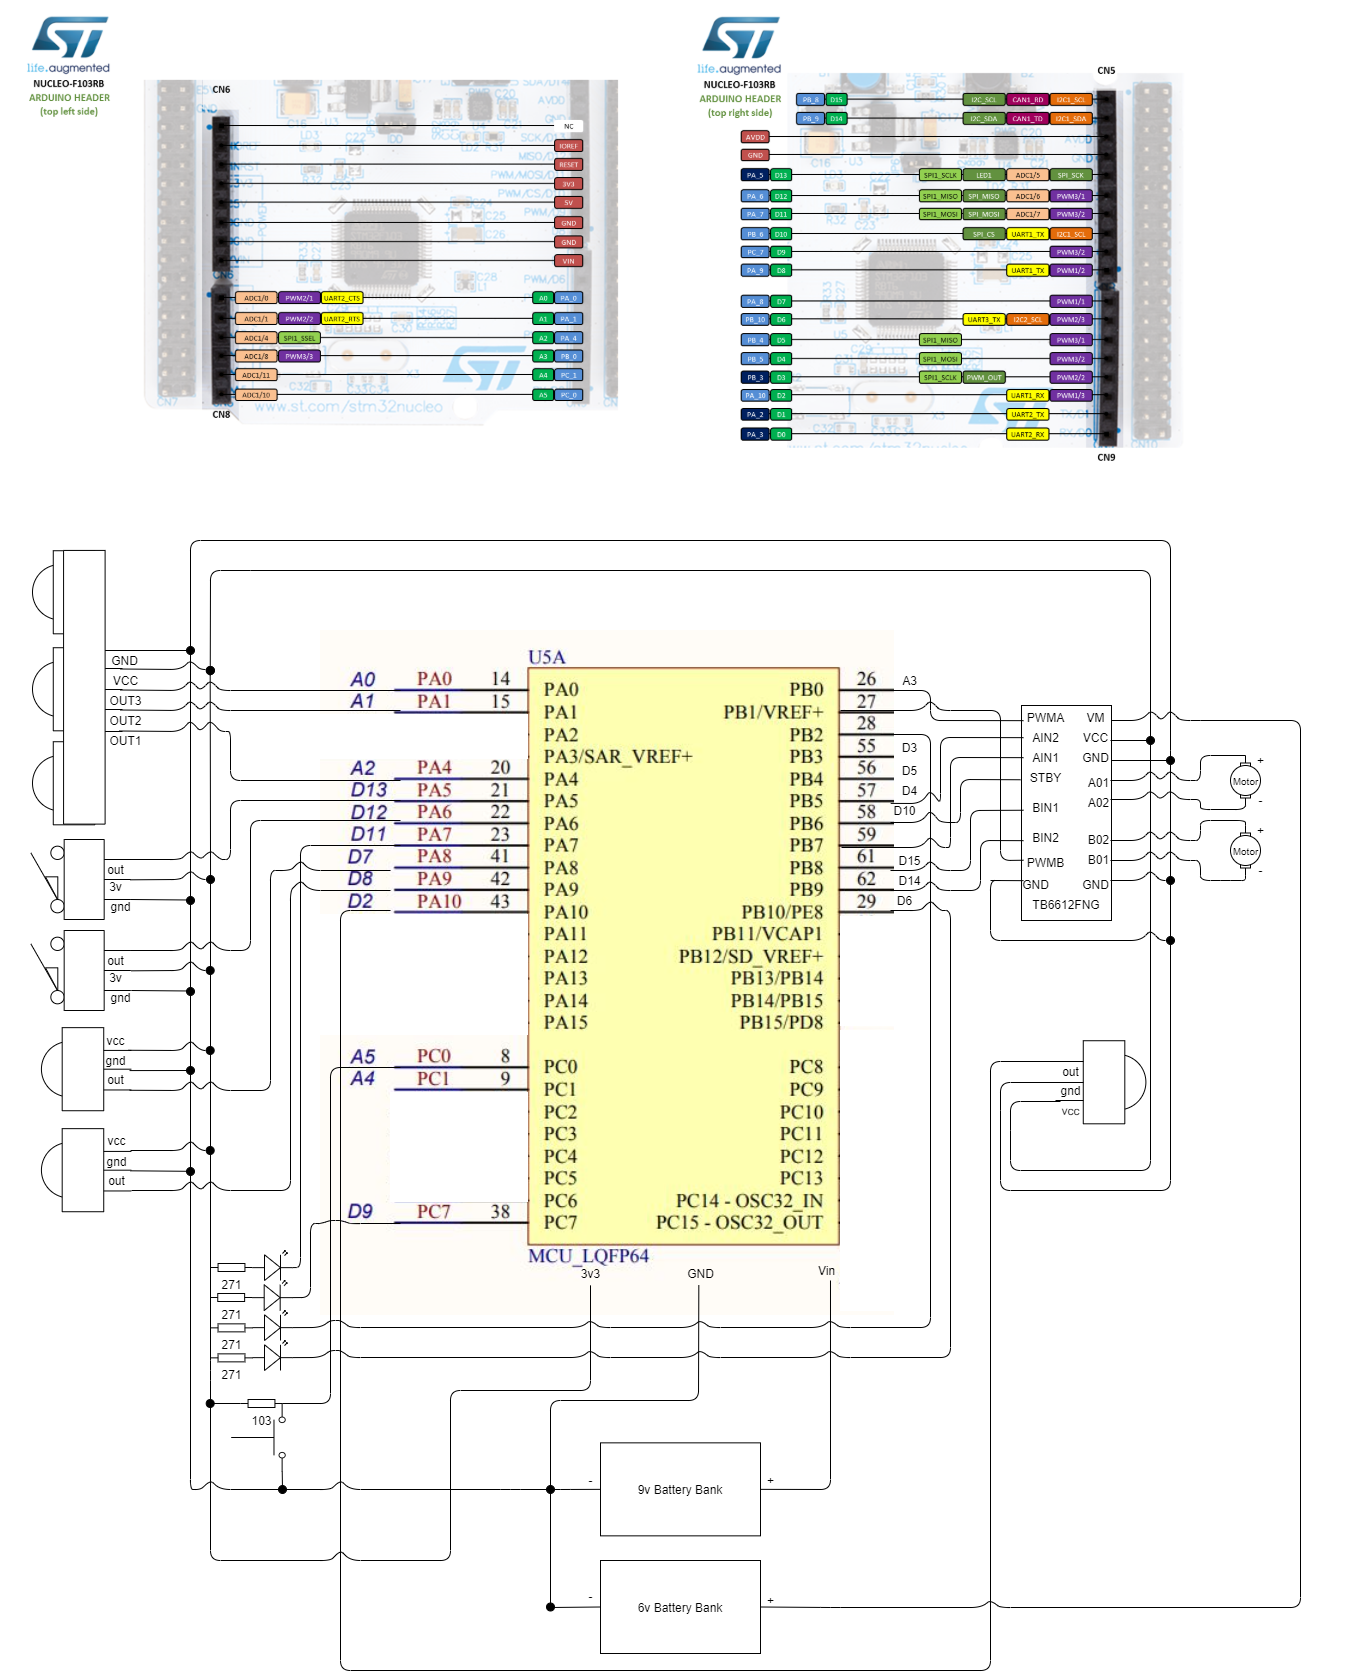 life.augmented
NUCLEO-F103RB
ARDUINO HEADER
(top left side)
CN6
NC
IOREF
RESET
3V3
5V
GND
GND
VIN
ADC1/0 PWM2/1 UART2_CTS A0 PA_0
ADC1/1 PWM2/2 UART2_RTS A1 PA_1
ADC1/4 SPI1_SSEL A2 PA_4
ADC1/8 PWM3/3 A3 PB_0
ADC1/11 A4 PC_1
ADC1/10 A5 PC_0
CN8
www.st.com/stm32nucleo
life.augmented
NUCLEO-F103RB
ARDUINO HEADER
(top right side)
CN5
PB_8 D15 I2C_SCL CAN1_RD I2C1_SCL
PB_9 D14 I2C_SDA CAN1_TD I2C1_SDA
AVDD
GND
PA_5 D13 SPI1_SCLK LED1 ADC1/5 SPI_SCK
PA_6 D12 SPI1_MISO SPI_MISO ADC1/6 PWM3/1
PA_7 D11 SPI1_MOSI SPI_MOSI ADC1/7 PWM3/2
PB_6 D10 SPI_CS UART1_TX I2C1_SCL
PC_7 D9 PWM3/2
PA_9 D8 UART1_TX PWM1/2
PA_8 D7 PWM1/1
PB_10 D6 UART3_TX I2C2_SCL PWM2/3
PB_4 D5 SPI1_MISO PWM3/1
PB_5 D4 SPI1_MOSI PWM3/2
PB_3 D3 SPI1_SCLK PWM_OUT PWM2/2
PA_10 D2 UART1_RX PWM1/3
PA_2 D1 UART2_TX
PA_3 D0 UART2_RX
CN9
GND
VCC
OUT3
OUT2
OUT1
out
3v
gnd
out
3v
gnd
vcc
gnd
out
vcc
gnd
out
271
271
271
271
103
U5A
A0 PA0 14 PA0 PB0 26 A3
A1 PA1 15 PA1 PB1/VREF+ 27
PA2 PB2 28
PA3/SAR_VREF+ PB3 55 D3
A2 PA4 20 PA4 PB4 56 D5
D13 PA5 21 PA5 PB5 57 D4
D12 PA6 22 PA6 PB6 58 D10
D11 PA7 23 PA7 PB7 59
D7 PA8 41 PA8 PB8 61 D15
D8 PA9 42 PA9 PB9 62 D14
D2 PA10 43 PA10 PB10/PE8 29 D6
PA11 PB11/VCAP1
PA12 PB12/SD_VREF+
PA13 PB13/PB14
PA14 PB14/PB15
PA15 PB15/PD8
A5 PC0 8 PC0 PC8
A4 PC1 9 PC1 PC9
PC2 PC10
PC3 PC11
PC4 PC12
PC5 PC13
PC6 PC14 - OSC32_IN
D9 PC7 38 PC7 PC15 - OSC32_OUT
MCU_LQFP64
3v3 GND Vin
PWMA VM
AIN2 VCC
AIN1 GND
STBY A01
A02
BIN1
BIN2 B02
PWMB B01
GND GND
TB6612FNG
+
Motor
-
+
Motor
-
out
gnd
vcc
- 9v Battery Bank +
- 6v Battery Bank +